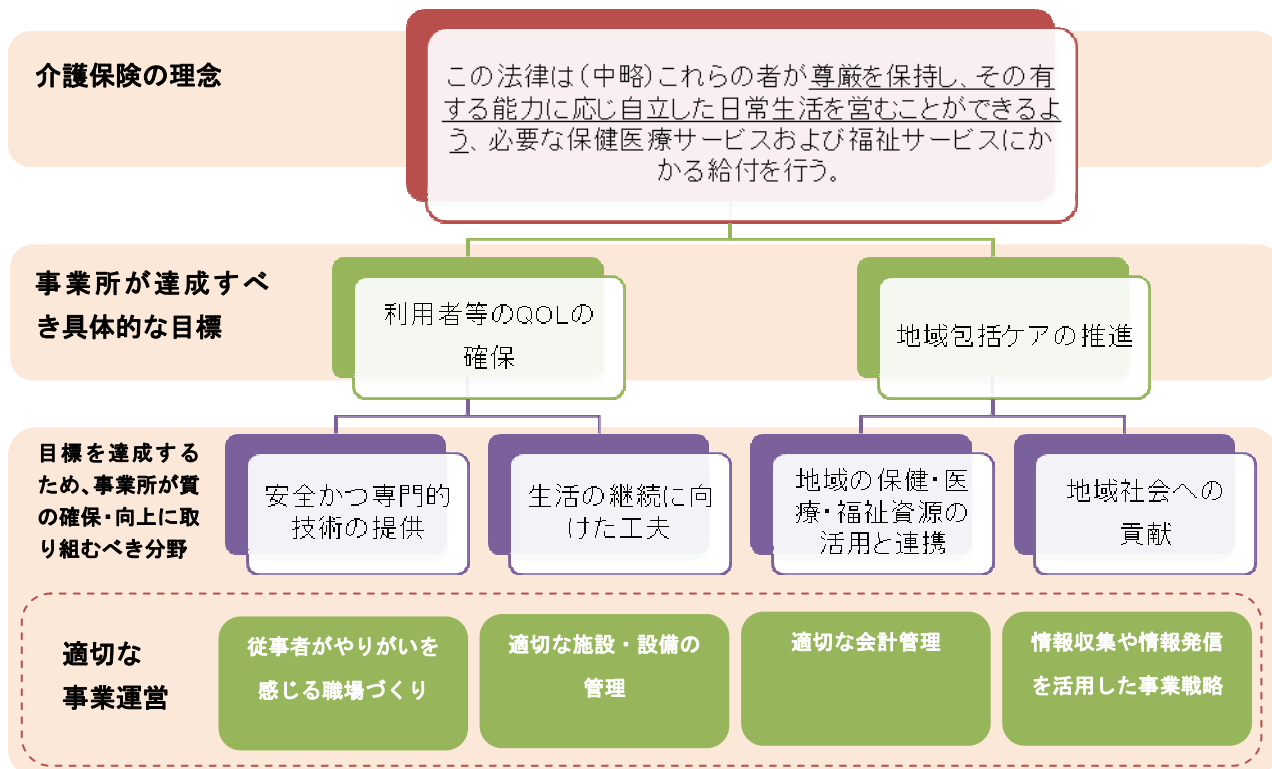 介護保険の理念
この法律は（中略）これらの者が尊厳を保持し、その有
する能力に応じ自立した日常生活を営むことができるよ
う、必要な保健医療サービスおよび福祉サービスにか
かる給付を行う。
事業所が達成すべ
き具体的な目標
利用者等のQOLの
確保
地域包括ケアの推進
目標を達成する
ため、事業所が質
の確保・向上に取
り組むべき分野
安全かつ専門的
技術の提供
生活の継続に向
けた工夫
地域の保健・医
療・福祉資源の
活用と連携
地域社会への
貢献
適切な
事業運営
従事者がやりがいを
感じる職場づくり
適切な施設・設備の
管理
適切な会計管理
情報収集や情報発信
を活用した事業戦略